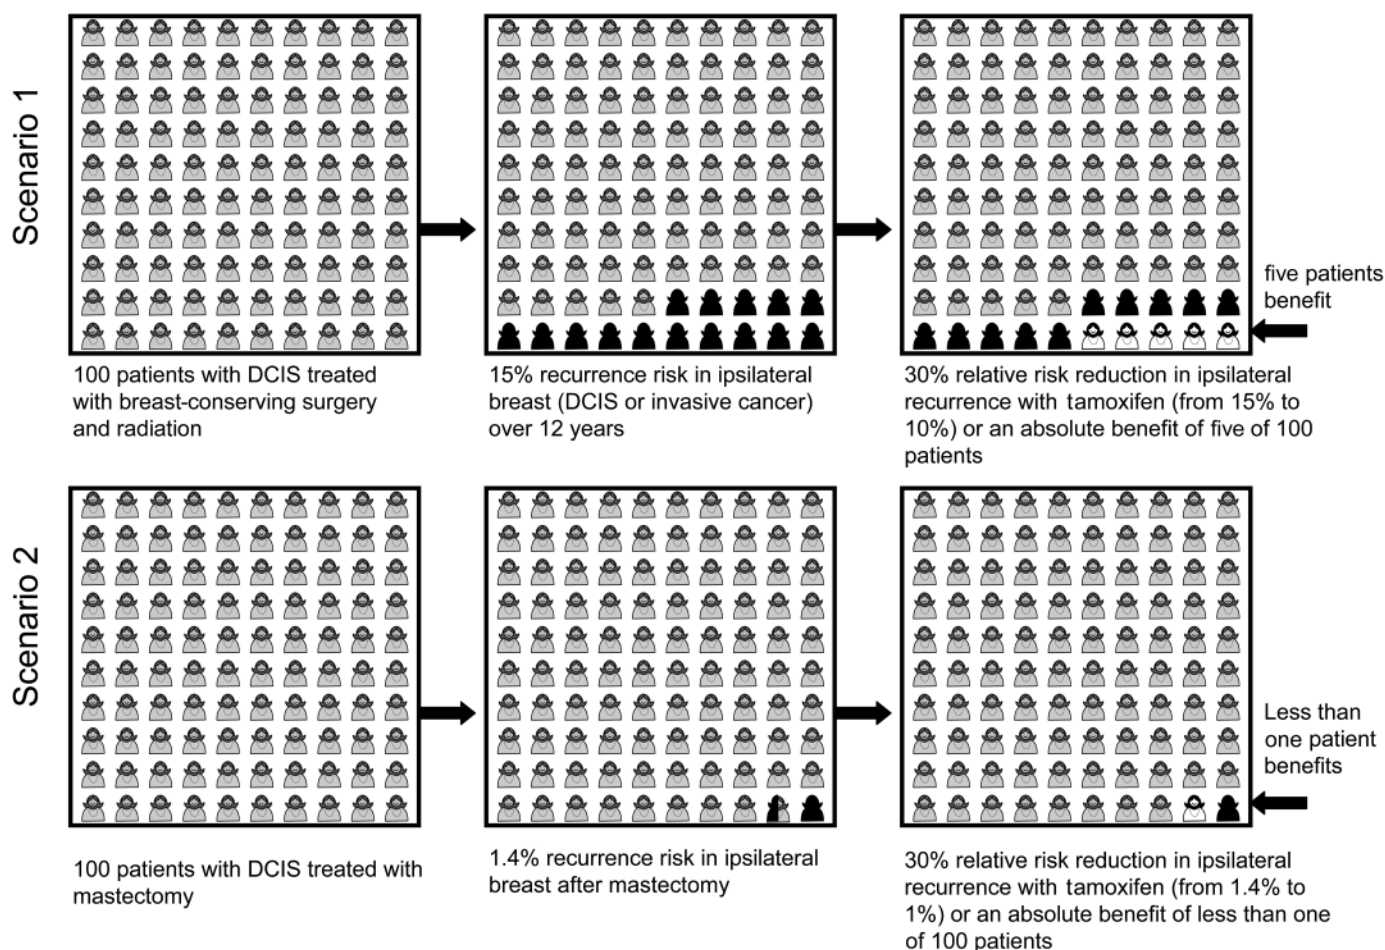 Scenario 1
five patients
benefit
100 patients with DCIS treated
with breast-conserving surgery
and radiation
15% recurrence risk in ipsilateral
breast (DCIS or invasive cancer)
over 12 years
30% relative risk reduction in ipsilateral
recurrence with tamoxifen (from 15% to
10%) or an absolute benefit of five of 100
patients
Scenario 2
Less than
one patient
benefits
100 patients with DCIS treated with
mastectomy
1.4% recurrence risk in ipsilateral
breast after mastectomy
30% relative risk reduction in ipsilateral
recurrence with tamoxifen (from 1.4% to
1%) or an absolute benefit of less than one
of 100 patients